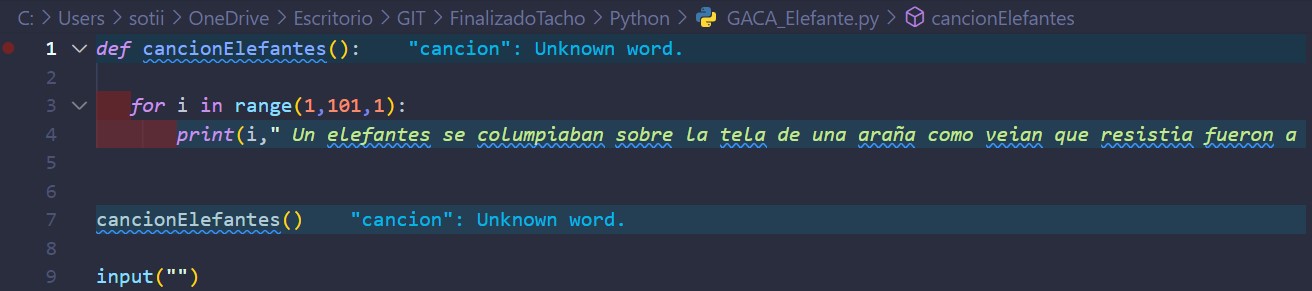 C: > Users > sotii > OneDrive > Escritorio > GIT > FinalizadoTacho > Python > GACA_Elefante.py > cancionElefantes
1 def cancionElefantes(): "cancion": Unknown word.
2
3 for i in range(1,101,1):
4 print(i," Un elefantes se columpiaban sobre la tela de una araña como veian que resistia fueron a
5
6
7 cancionElefantes() "cancion": Unknown word.
8
9 input("")